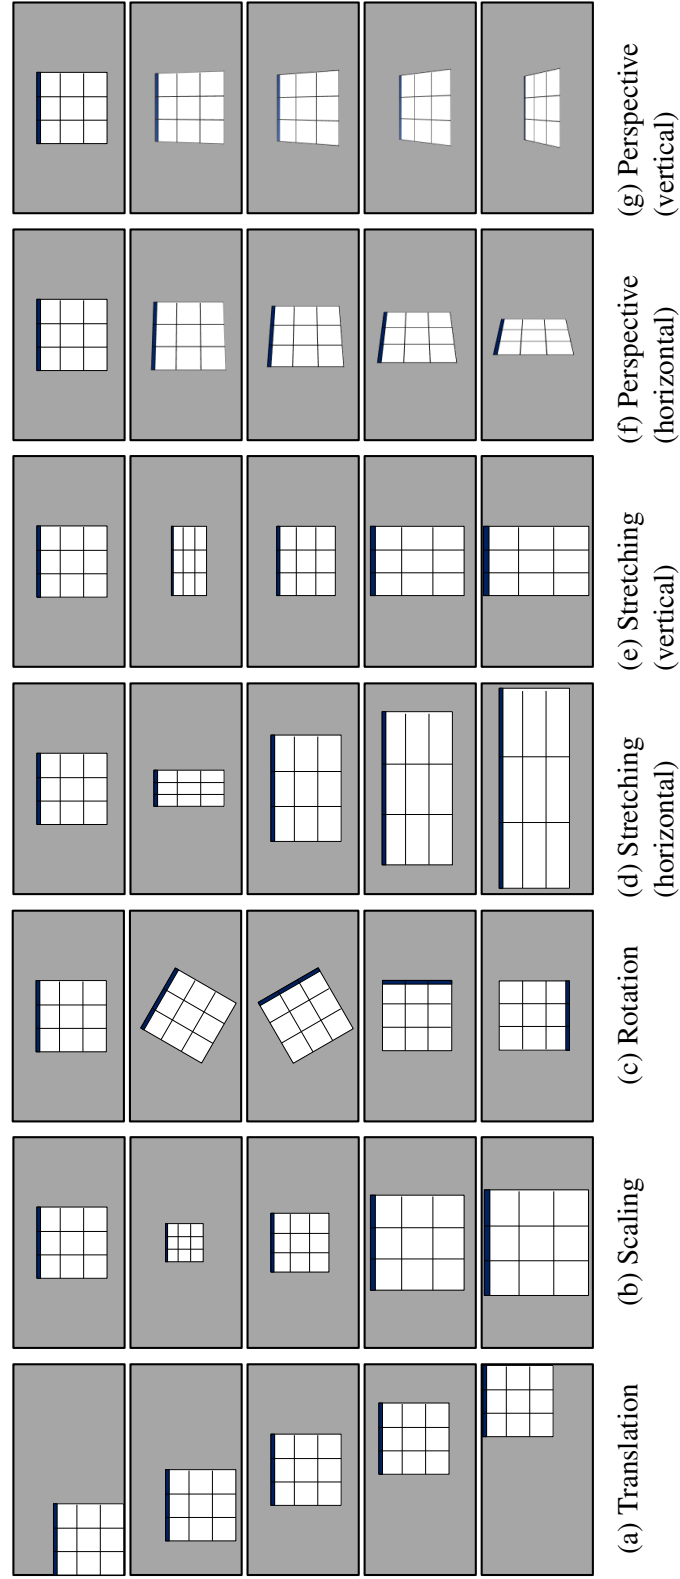 (a) Translation
(b) Scaling
(c) Rotation
(d) Stretching
(horizontal)
(e) Stretching
(vertical)
(f) Perspective
(horizontal)
(g) Perspective
(vertical)